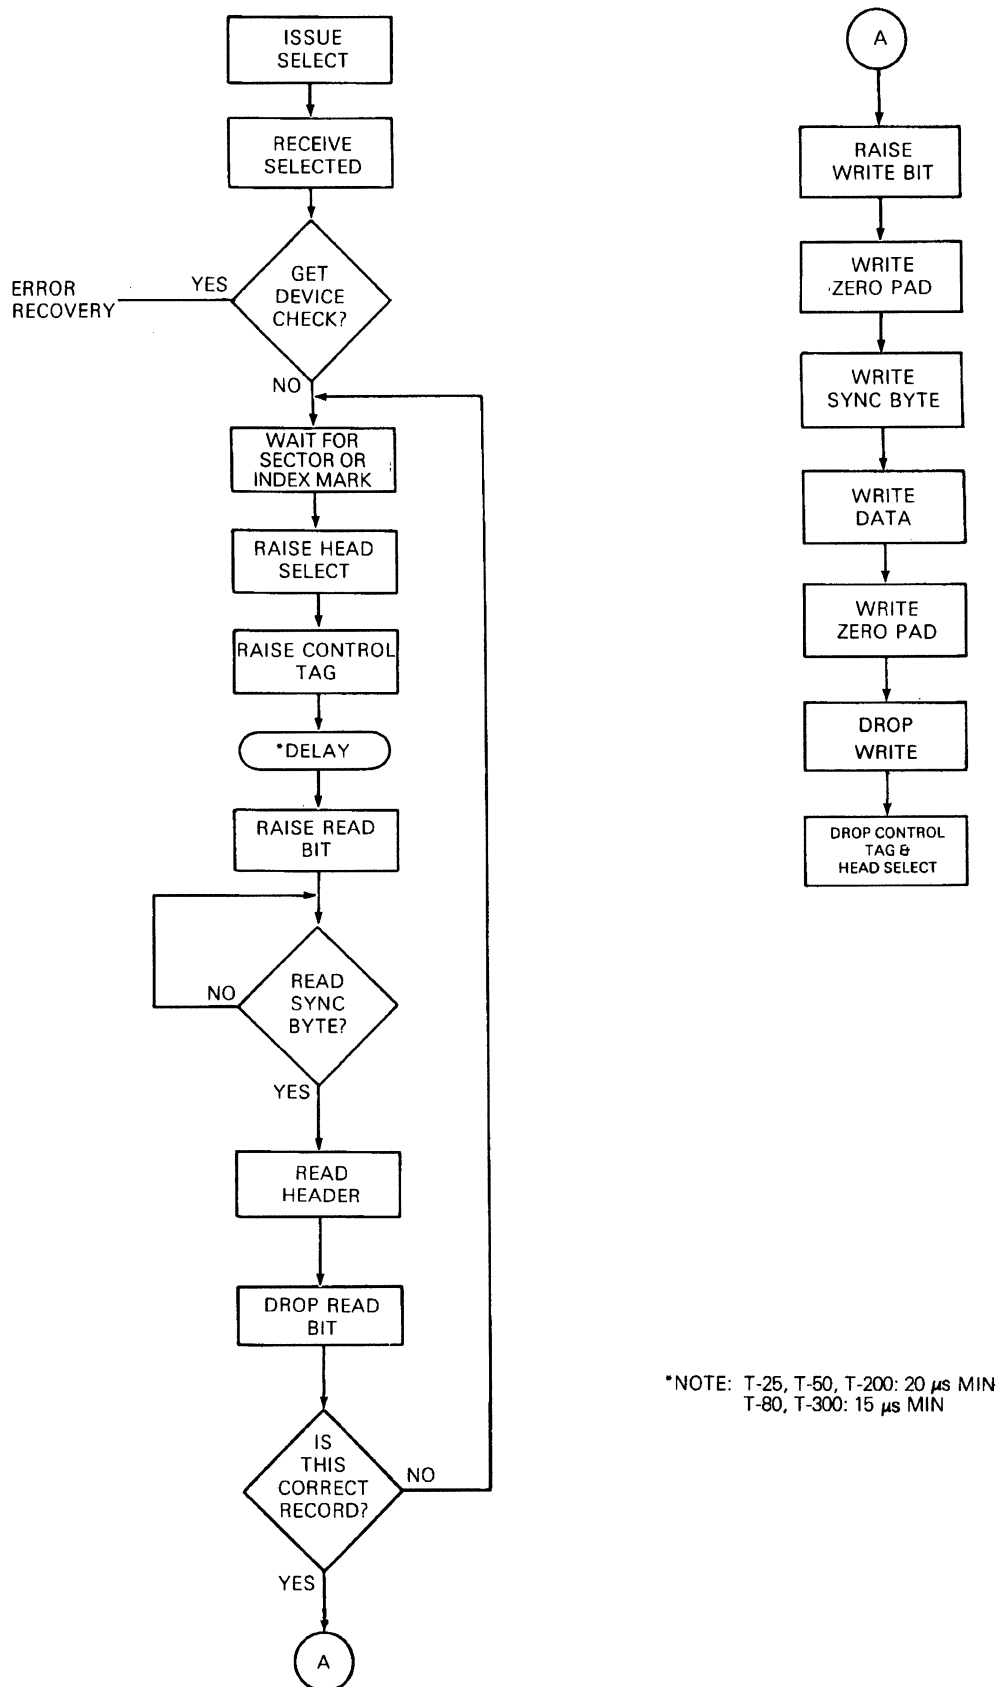 ISSUE
SELECT
RECEIVE
SELECTED
GET
DEVICE
CHECK?
YES
ERROR
RECOVERY
NO
WAIT FOR
SECTOR OR
INDEX MARK
RAISE HEAD
SELECT
RAISE CONTROL
TAG
*DELAY
RAISE READ
BIT
READ
SYNC
BYTE?
NO
YES
READ
HEADER
DROP READ
BIT
IS
THIS
CORRECT
RECORD?
NO
YES
A
A
RAISE
WRITE BIT
WRITE
ZERO PAD
WRITE
SYNC BYTE
WRITE
DATA
WRITE
ZERO PAD
DROP
WRITE
DROP CONTROL
TAG &
HEAD SELECT
*NOTE: T-25, T-50, T-200: 20 µs MIN
T-80, T-300: 15 µs MIN